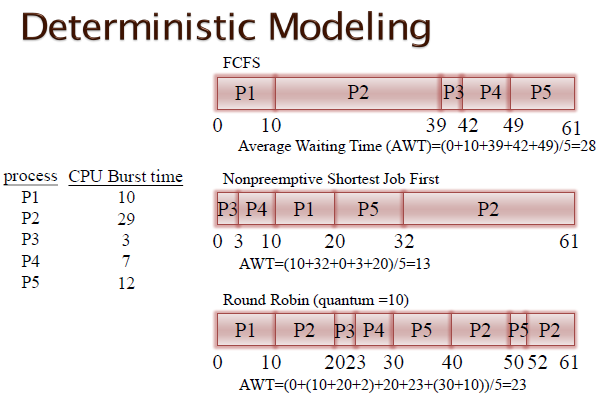 Deterministic Modeling
FCFS
P1 P2 P3 P4 P5
0 10 39 42 49 61
Average Waiting Time (AWT)=(0+10+39+42+49)/5=28
process CPU Burst time
P1 10
P2 29
P3 3
P4 7
P5 12
Nonpreemptive Shortest Job First
P3 P4 P1 P5 P2
0 3 10 20 32 61
AWT=(10+32+0+3+20)/5=13
Round Robin (quantum =10)
P1 P2 P3 P4 P5 P2 P5 P2
0 10 2023 30 40 50 52 61
AWT=(0+(10+20+2)+20+23+(30+10))/5=23